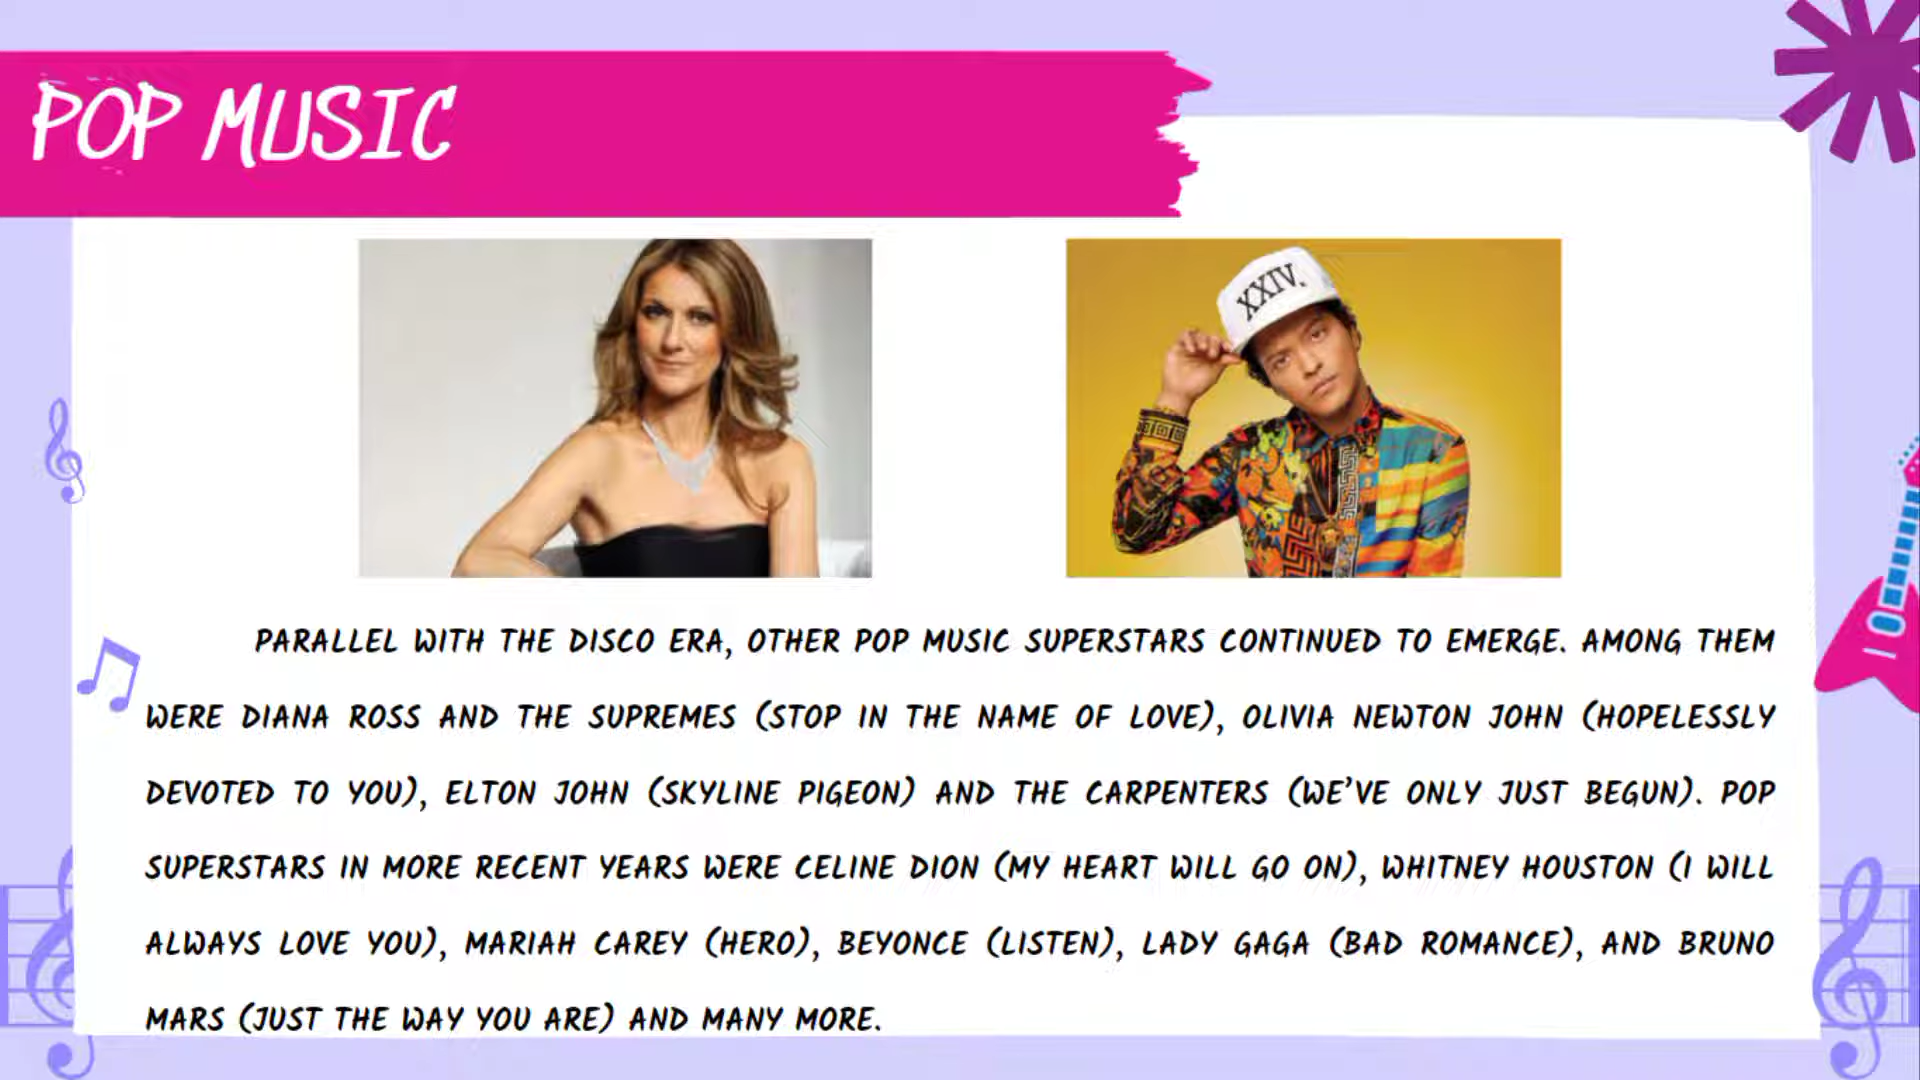 POP MUSIC
XXIV.
PARALLEL WITH THE DISCO ERA, OTHER POP MUSIC SUPERSTARS CONTINUED TO EMERGE. AMONG THEM
WERE DIANA ROSS AND THE SUPREMES (STOP IN THE NAME OF LOVE), OLIVIA NEWTON JOHN (HOPELESSLY
DEVOTED TO YOU), ELTON JOHN (SKYLINE PIGEON) AND THE CARPENTERS (WE'VE ONLY JUST BEGUN). POP
SUPERSTARS IN MORE RECENT YEARS WERE CELINE DION (MY HEART WILL GO ON), WHITNEY HOUSTON (I WILL
ALWAYS LOVE YOU), MARIAH CAREY (HERO), BEYONCE (LISTEN), LADY GAGA (BAD ROMANCE), AND BRUNO
MARS (JUST THE WAY YOU ARE) AND MANY MORE.